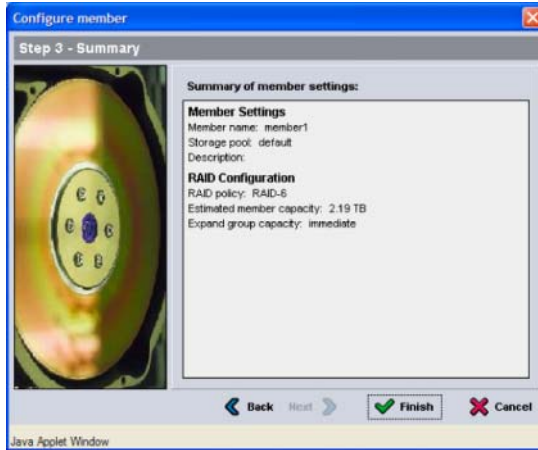 Configure member
Step 3 - Summary
Summary of member settings:
Member Settings
Member name: member1
Storage pool: default
Description:
RAID Configuration
RAID policy: RAID-6
Estimated member capacity: 2.19 TB
Expand group capacity: immediate
Back Next Finish Cancel
Java Applet Window